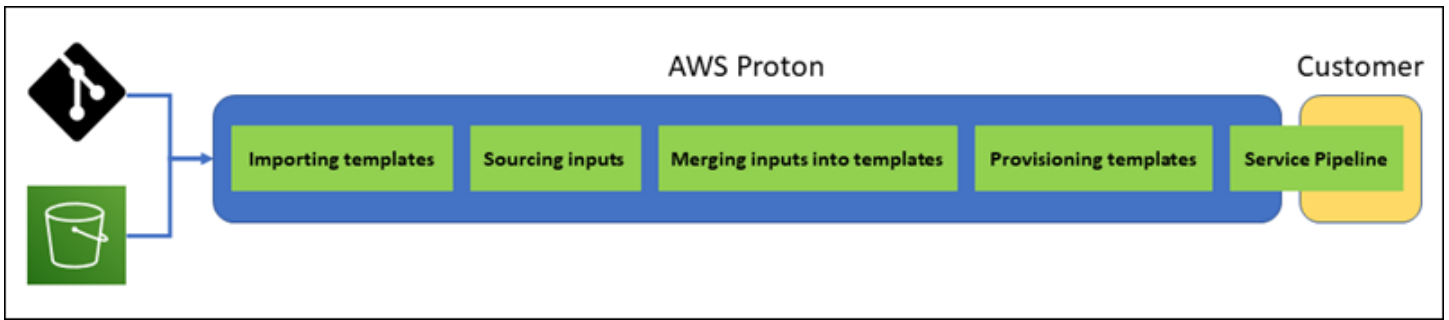 AWS Proton
Customer
Importing templates
Sourcing inputs
Merging inputs into templates
Provisioning templates
Service Pipeline